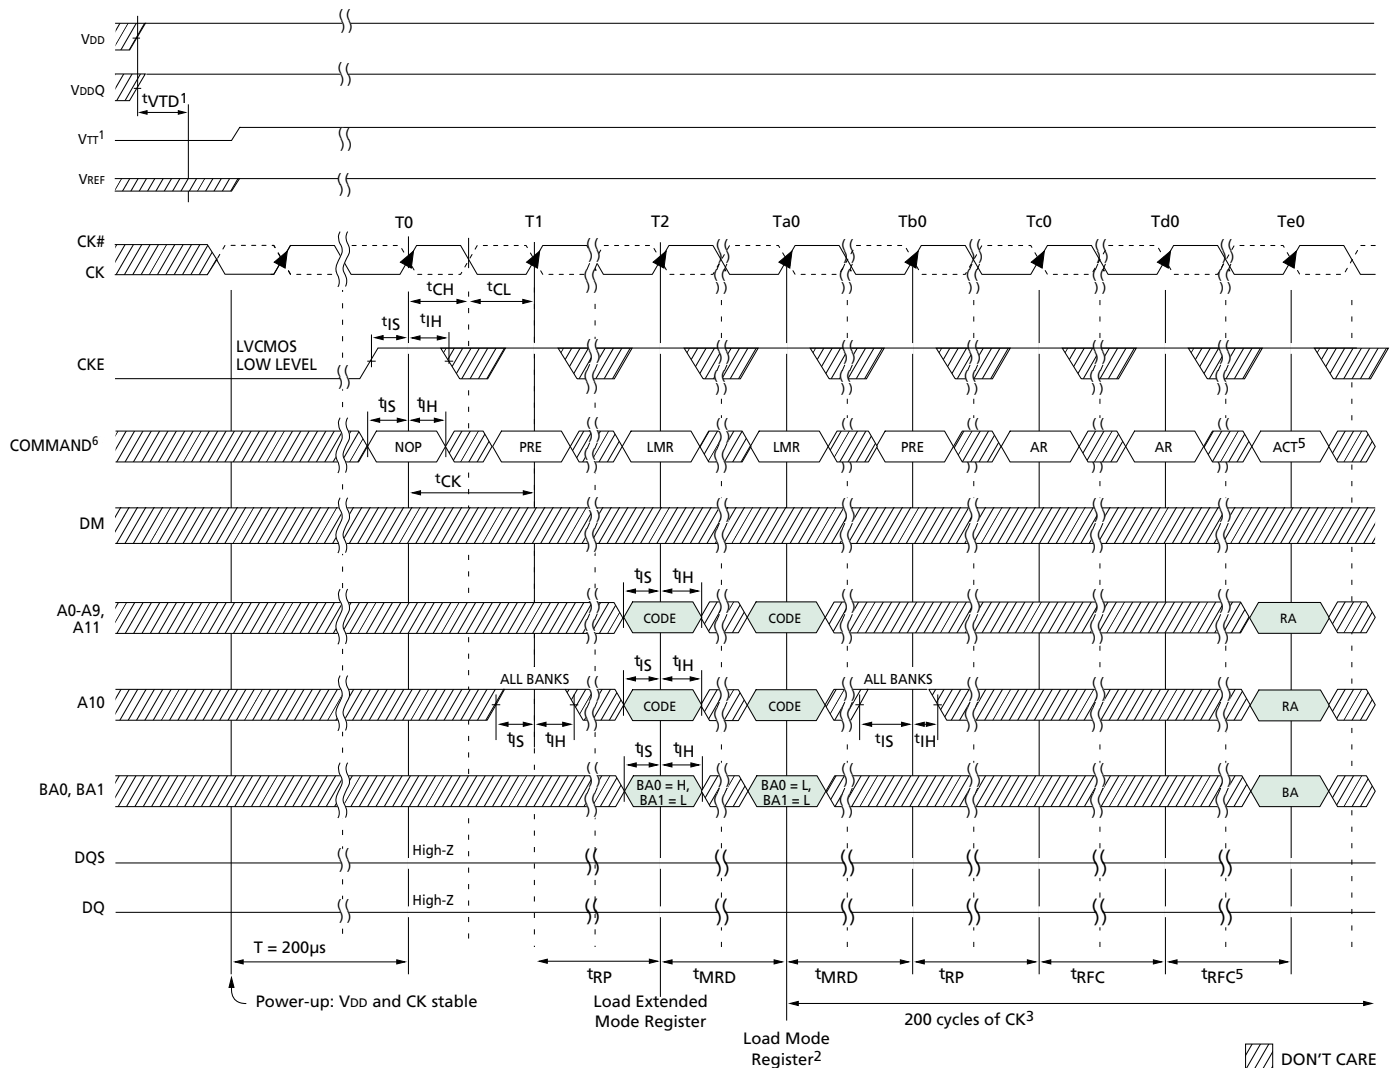 VDD
VDDQ
tVTD1
VTT1
VREF
T0 T1 T2 Ta0 Tb0 Tc0 Td0 Te0
CK#
CK
tCH tCL
tIS tIH
LVCMOS
LOW LEVEL
CKE
tIS tIH
COMMAND6 NOP PRE LMR LMR PRE AR AR ACT5
tCK
DM
tIS tIH
A0-A9,
A11
CODE CODE RA
tIS tIH
ALL BANKS ALL BANKS
A10 CODE CODE RA
tIS tIH tIS tIH
tIS tIH
BA0, BA1
BA0 = H,
BA1 = L
BA0 = L,
BA1 = L
BA
DQS High-Z
DQ High-Z
T = 200µs
tRP tMRD tMRD tRP tRFC tRFC5
Power-up: VDD and CK stable
Load Extended
Mode Register
200 cycles of CK3
Load Mode
Register2
DON'T CARE